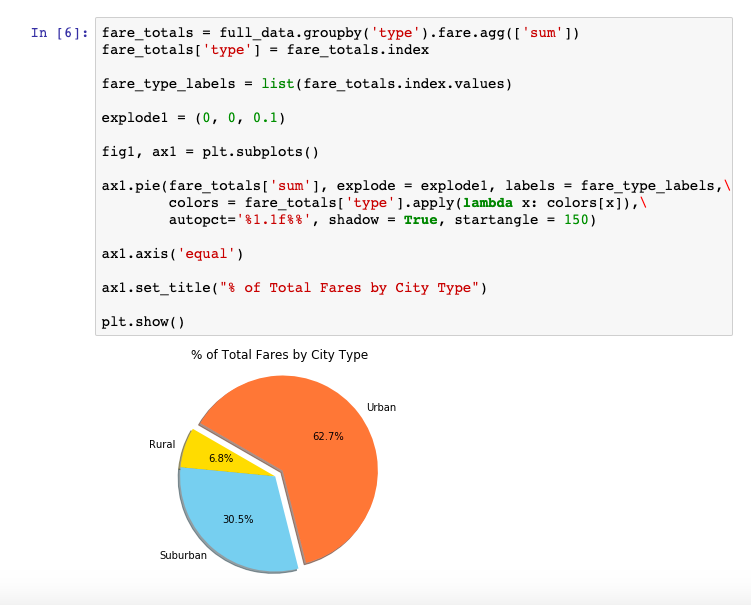 In [6]: fare_totals = full_data.groupby('type').fare.agg(['sum'])
fare_totals['type'] = fare_totals.index
fare_type_labels = list(fare_totals.index.values)
explode1 = (0, 0, 0.1)
fig1, ax1 = plt.subplots()
ax1.pie(fare_totals['sum'], explode = explode1, labels = fare_type_labels,\
colors = fare_totals['type'].apply(lambda x: colors[x]),\
autopct='%1.1f%%', shadow = True, startangle = 150)
ax1.axis('equal')
ax1.set_title("% of Total Fares by City Type")
plt.show()
% of Total Fares by City Type
Urban
62.7%
Rural
6.8%
30.5%
Suburban